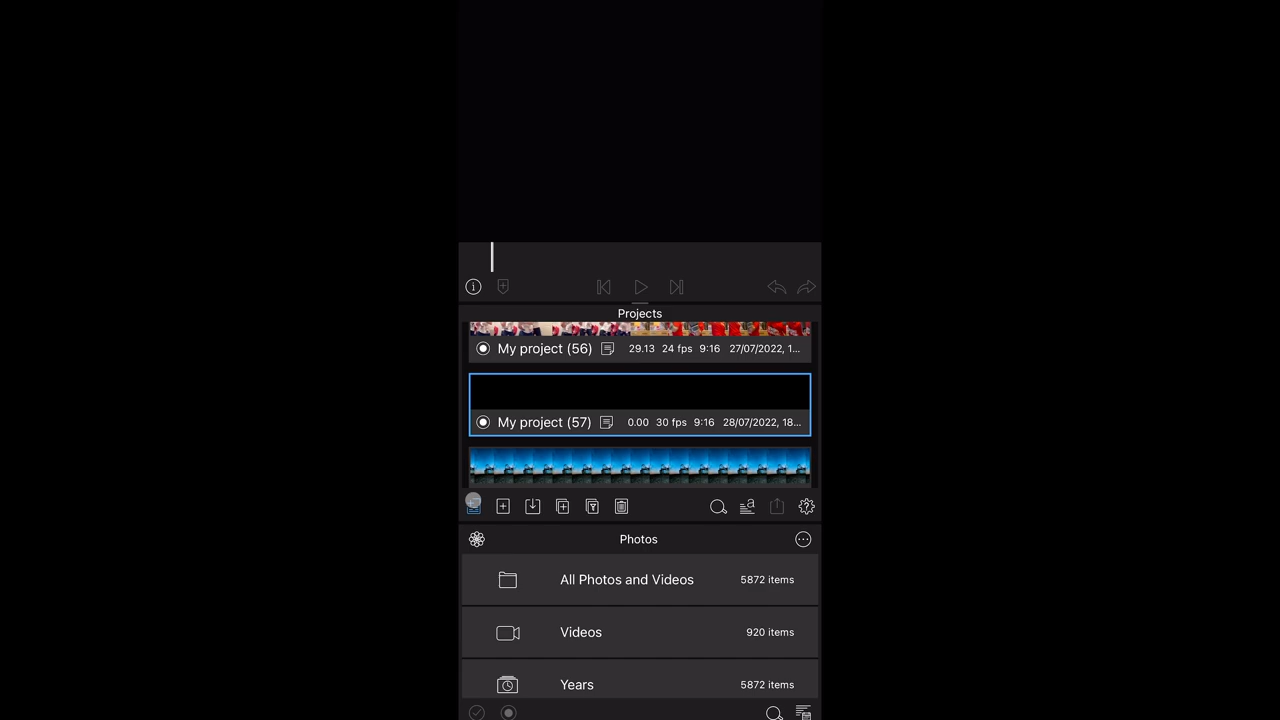 Projects
My project (56) 29.13 24 fps 9:16 27/07/2022, 1...
My project (57) 0.00 30 fps 9:16 28/07/2022, 18...
Photos
All Photos and Videos 5872 items
Videos 920 items
Years 5872 items